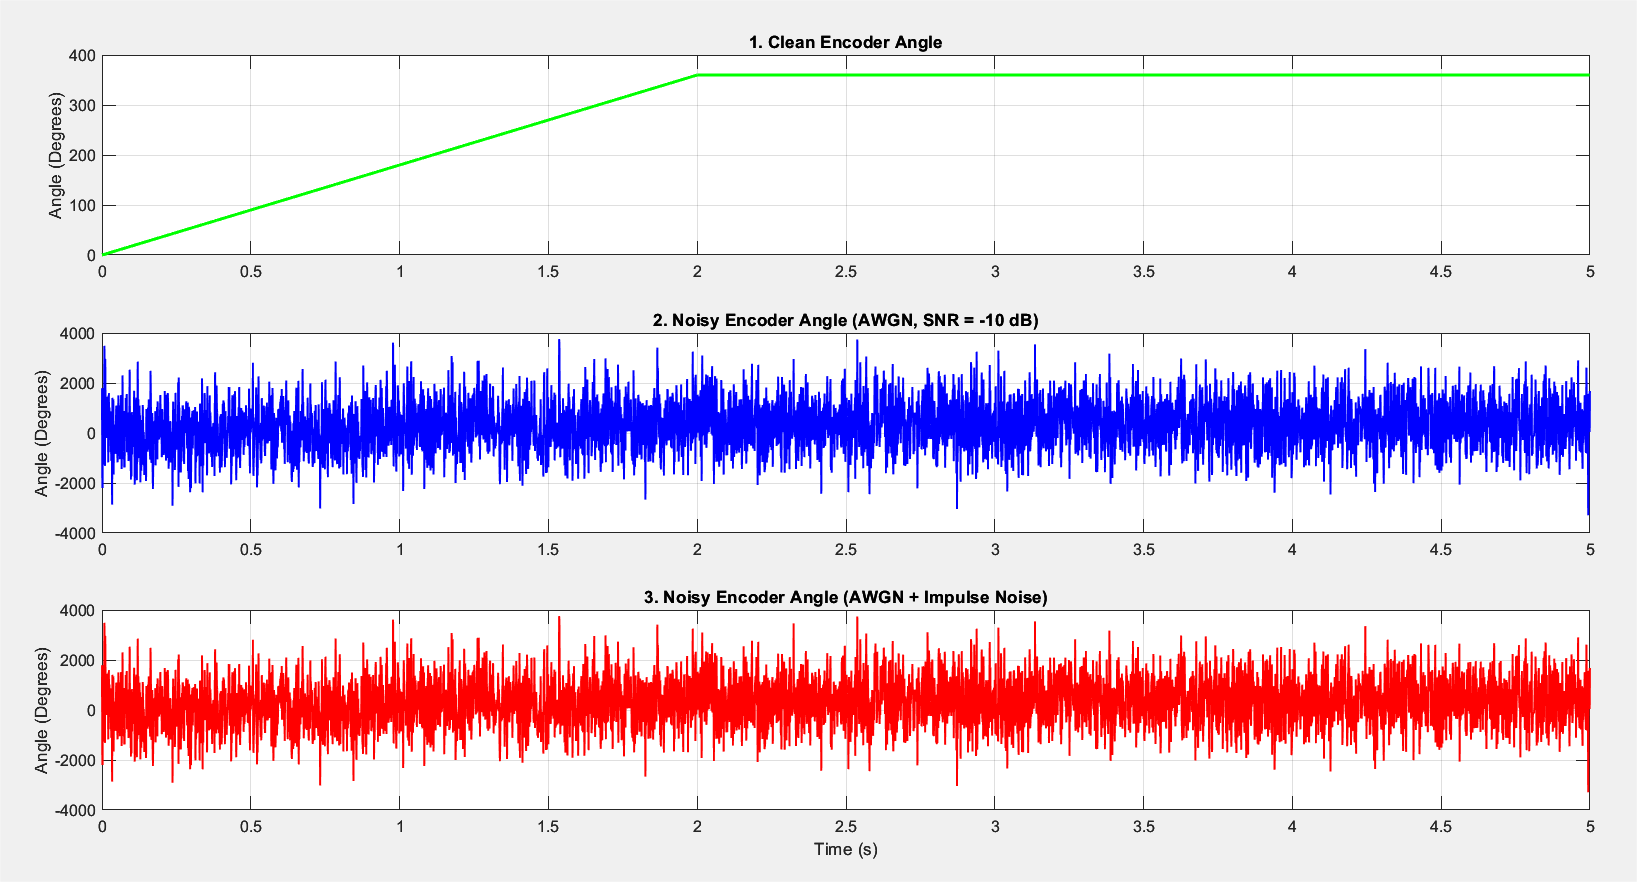 1. Clean Encoder Angle
Angle (Degrees)
400
300
200
100
0
0 0.5 1 1.5 2 2.5 3 3.5 4 4.5 5
2. Noisy Encoder Angle (AWGN, SNR = -10 dB)
Angle (Degrees)
4000
2000
0
-2000
-4000
0 0.5 1 1.5 2 2.5 3 3.5 4 4.5 5
3. Noisy Encoder Angle (AWGN + Impulse Noise)
Angle (Degrees)
4000
2000
0
-2000
-4000
0 0.5 1 1.5 2 2.5 3 3.5 4 4.5 5
Time (s)